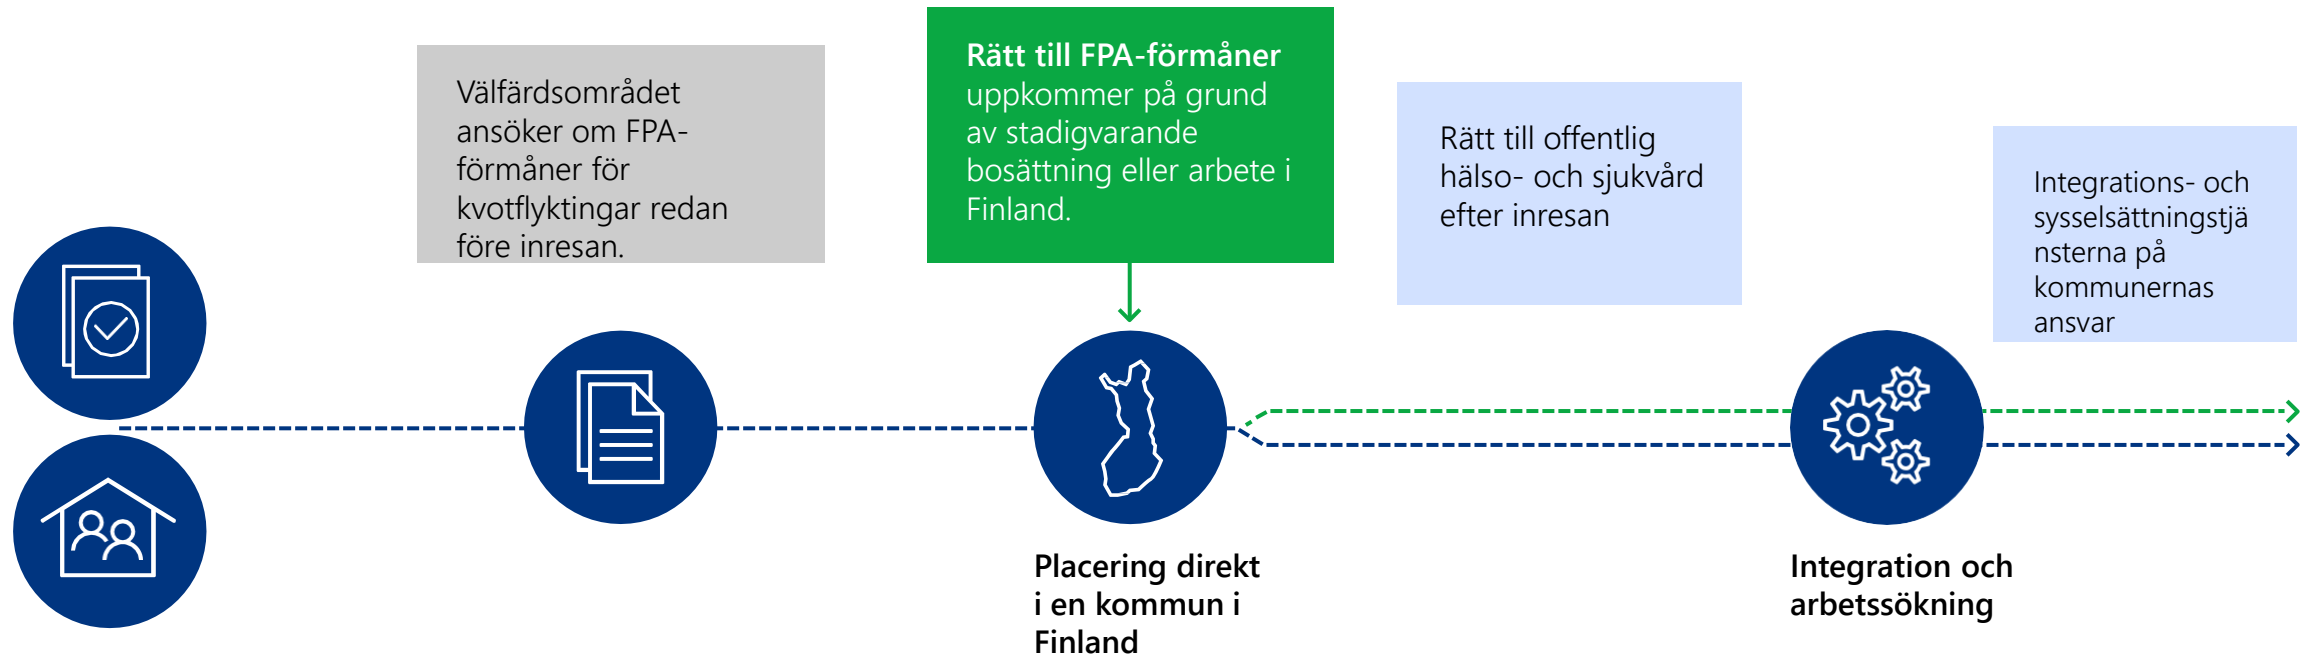 Välfärdsområdet
ansöker om FPA-
förmåner för
kvotflyktingar redan
före inresan.
Rätt till FPA-förmåner
uppkommer på grund
av stadigvarande
bosättning eller arbete i
Finland.
Rätt till offentlig
hälso- och sjukvård
efter inresan
Integrations- och
sysselsättningstjä
nsterna på
kommunernas
ansvar
Placering direkt
i en kommun i
Finland
Integration och
arbetssökning